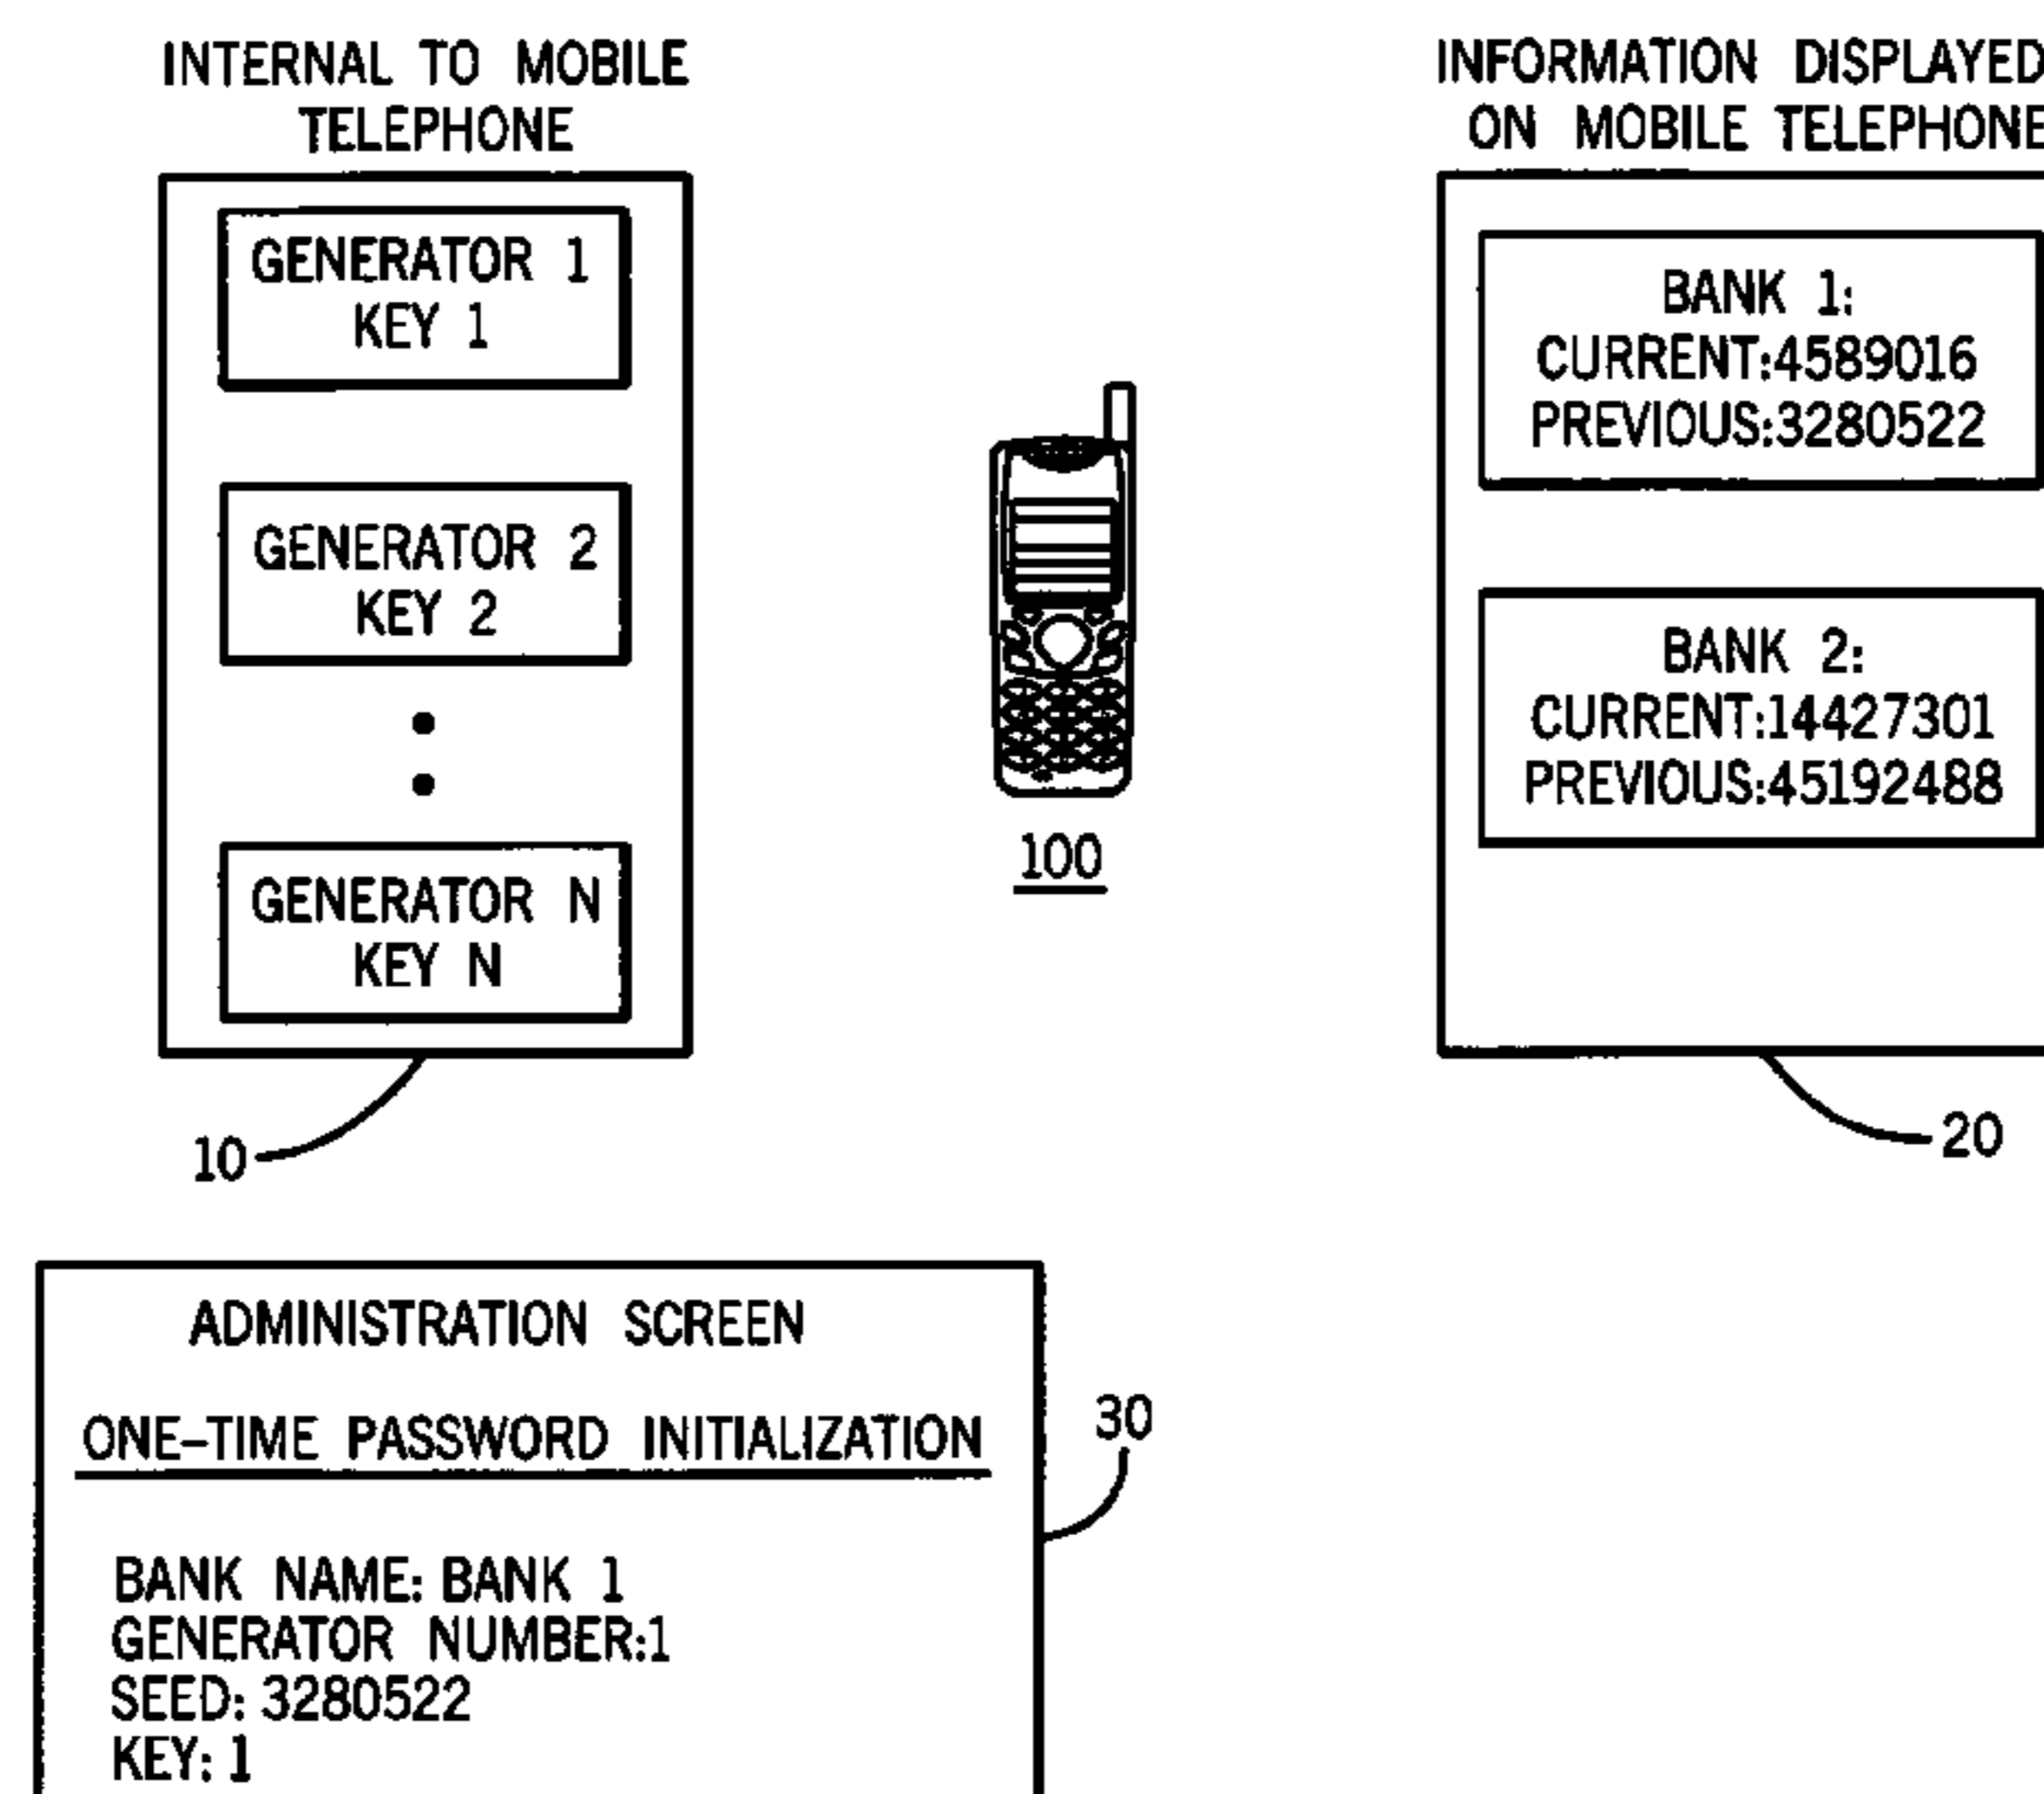 INTERNAL TO MOBILE
TELEPHONE
GENERATOR 1
KEY 1
GENERATOR 2
KEY 2
GENERATOR N
KEY N
10
100
INFORMATION DISPLAYED
ON MOBILE TELEPHONE
BANK 1:
CURRENT:4589016
PREVIOUS:3280522
BANK 2:
CURRENT:14427301
PREVIOUS:45192488
20
ADMINISTRATION SCREEN
ONE-TIME PASSWORD INITIALIZATION
BANK NAME: BANK 1
GENERATOR NUMBER:1
SEED: 3280522
KEY: 1
30